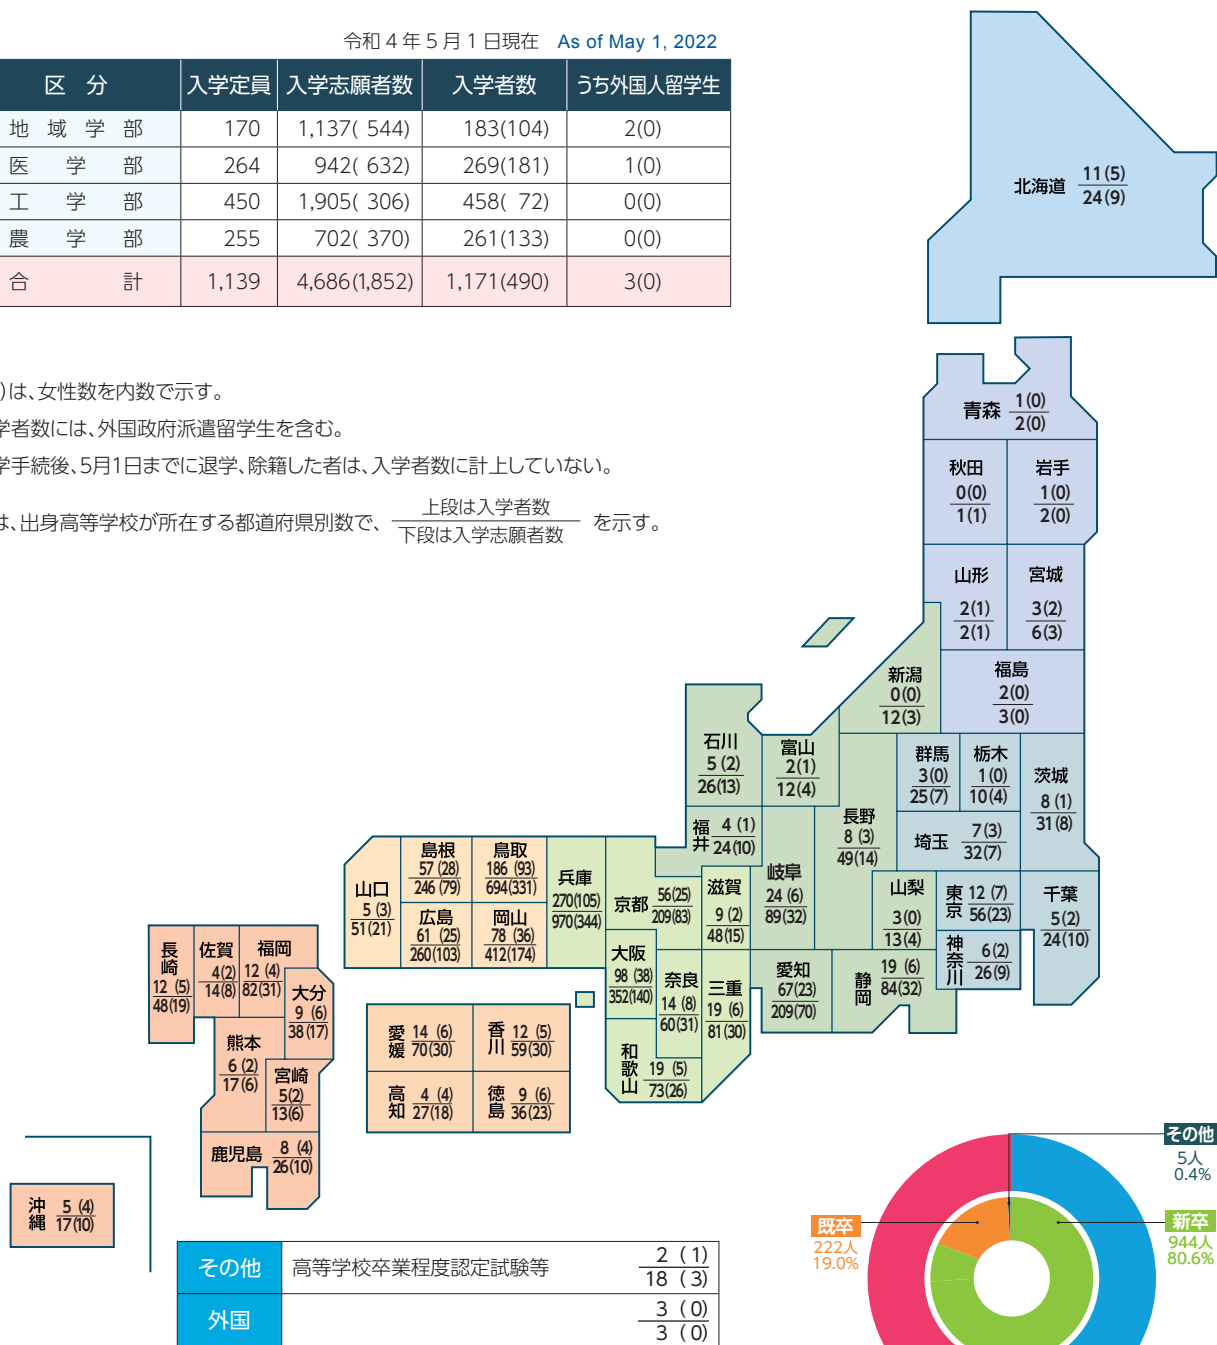 令和4年5月1日現在 As of May 1, 2022
区 分 入学定員 入学志願者数 入学者数 うち外国人留学生
地域学部 170 1,137( 544) 183(104) 2(0)
医学部 264 942( 632) 269(181) 1(0)
工学部 450 1,905( 306) 458( 72) 0(0)
農学部 255 702( 370) 261(133) 0(0)
合計 1,139 4,686(1,852) 1,171(490) 3(0)
)は、女性数を内数で示す。
学者数には、外国政府派遣留学生を含む。
学手続後、5月1日までに退学、除籍した者は、入学者数に計上していない。
は、出身高等学校が所在する都道府県別数で、 上段は入学者数 を示す。
下段は入学志願者数
北海道 11(5)
24(9)
青森 1(0)
2(0)
秋田
0(0)
1(1)
岩手
1(0)
2(0)
山形
2(1)
2(1)
宮城
3(2)
6(3)
福島
2(0)
3(0)
新潟
0(0)
12(3)
石川
5(2)
26(13)
富山
2(1)
12(4)
群馬
3(0)
25(7)
栃木
1(0)
10(4)
茨城
8(1)
31(8)
福井 4(1)
24(10)
長野
8(3)
49(14)
埼玉 7(3)
32(7)
岐阜
24(6)
89(32)
山梨
3(0)
13(4)
東京 12(7)
56(23)
千葉
5(2)
24(10)
神奈川 6(2)
26(9)
愛知
67(23)
209(70)
静岡 19(6)
84(32)
島根
57(28)
246(79)
鳥取
186(93)
694(331)
兵庫
270(105)
970(344)
京都 56(25)
209(83)
滋賀
9(2)
48(15)
山口
5(3)
51(21)
広島
61(25)
260(103)
岡山
78(36)
412(174)
大阪
98(38)
352(140)
奈良
14(8)
60(31)
三重
19(6)
81(30)
和歌山 19(5)
73(26)
愛媛 14(6)
70(30)
香川 12(5)
59(30)
高知 4(4)
27(18)
徳島 9(6)
36(23)
長崎
12(5)
48(19)
佐賀
4(2)
14(8)
福岡
12(4)
82(31)
大分
9(6)
38(17)
熊本
6(2)
17(6)
宮崎
5(2)
13(6)
鹿児島 8(4)
26(10)
沖縄 5(4)
17(10)
その他 高等学校卒業程度認定試験等 2(1)
18(3)
外国 3(0)
3(0)
その他
5人
0.4%
既卒
222人
19.0%
新卒
944人
80.6%